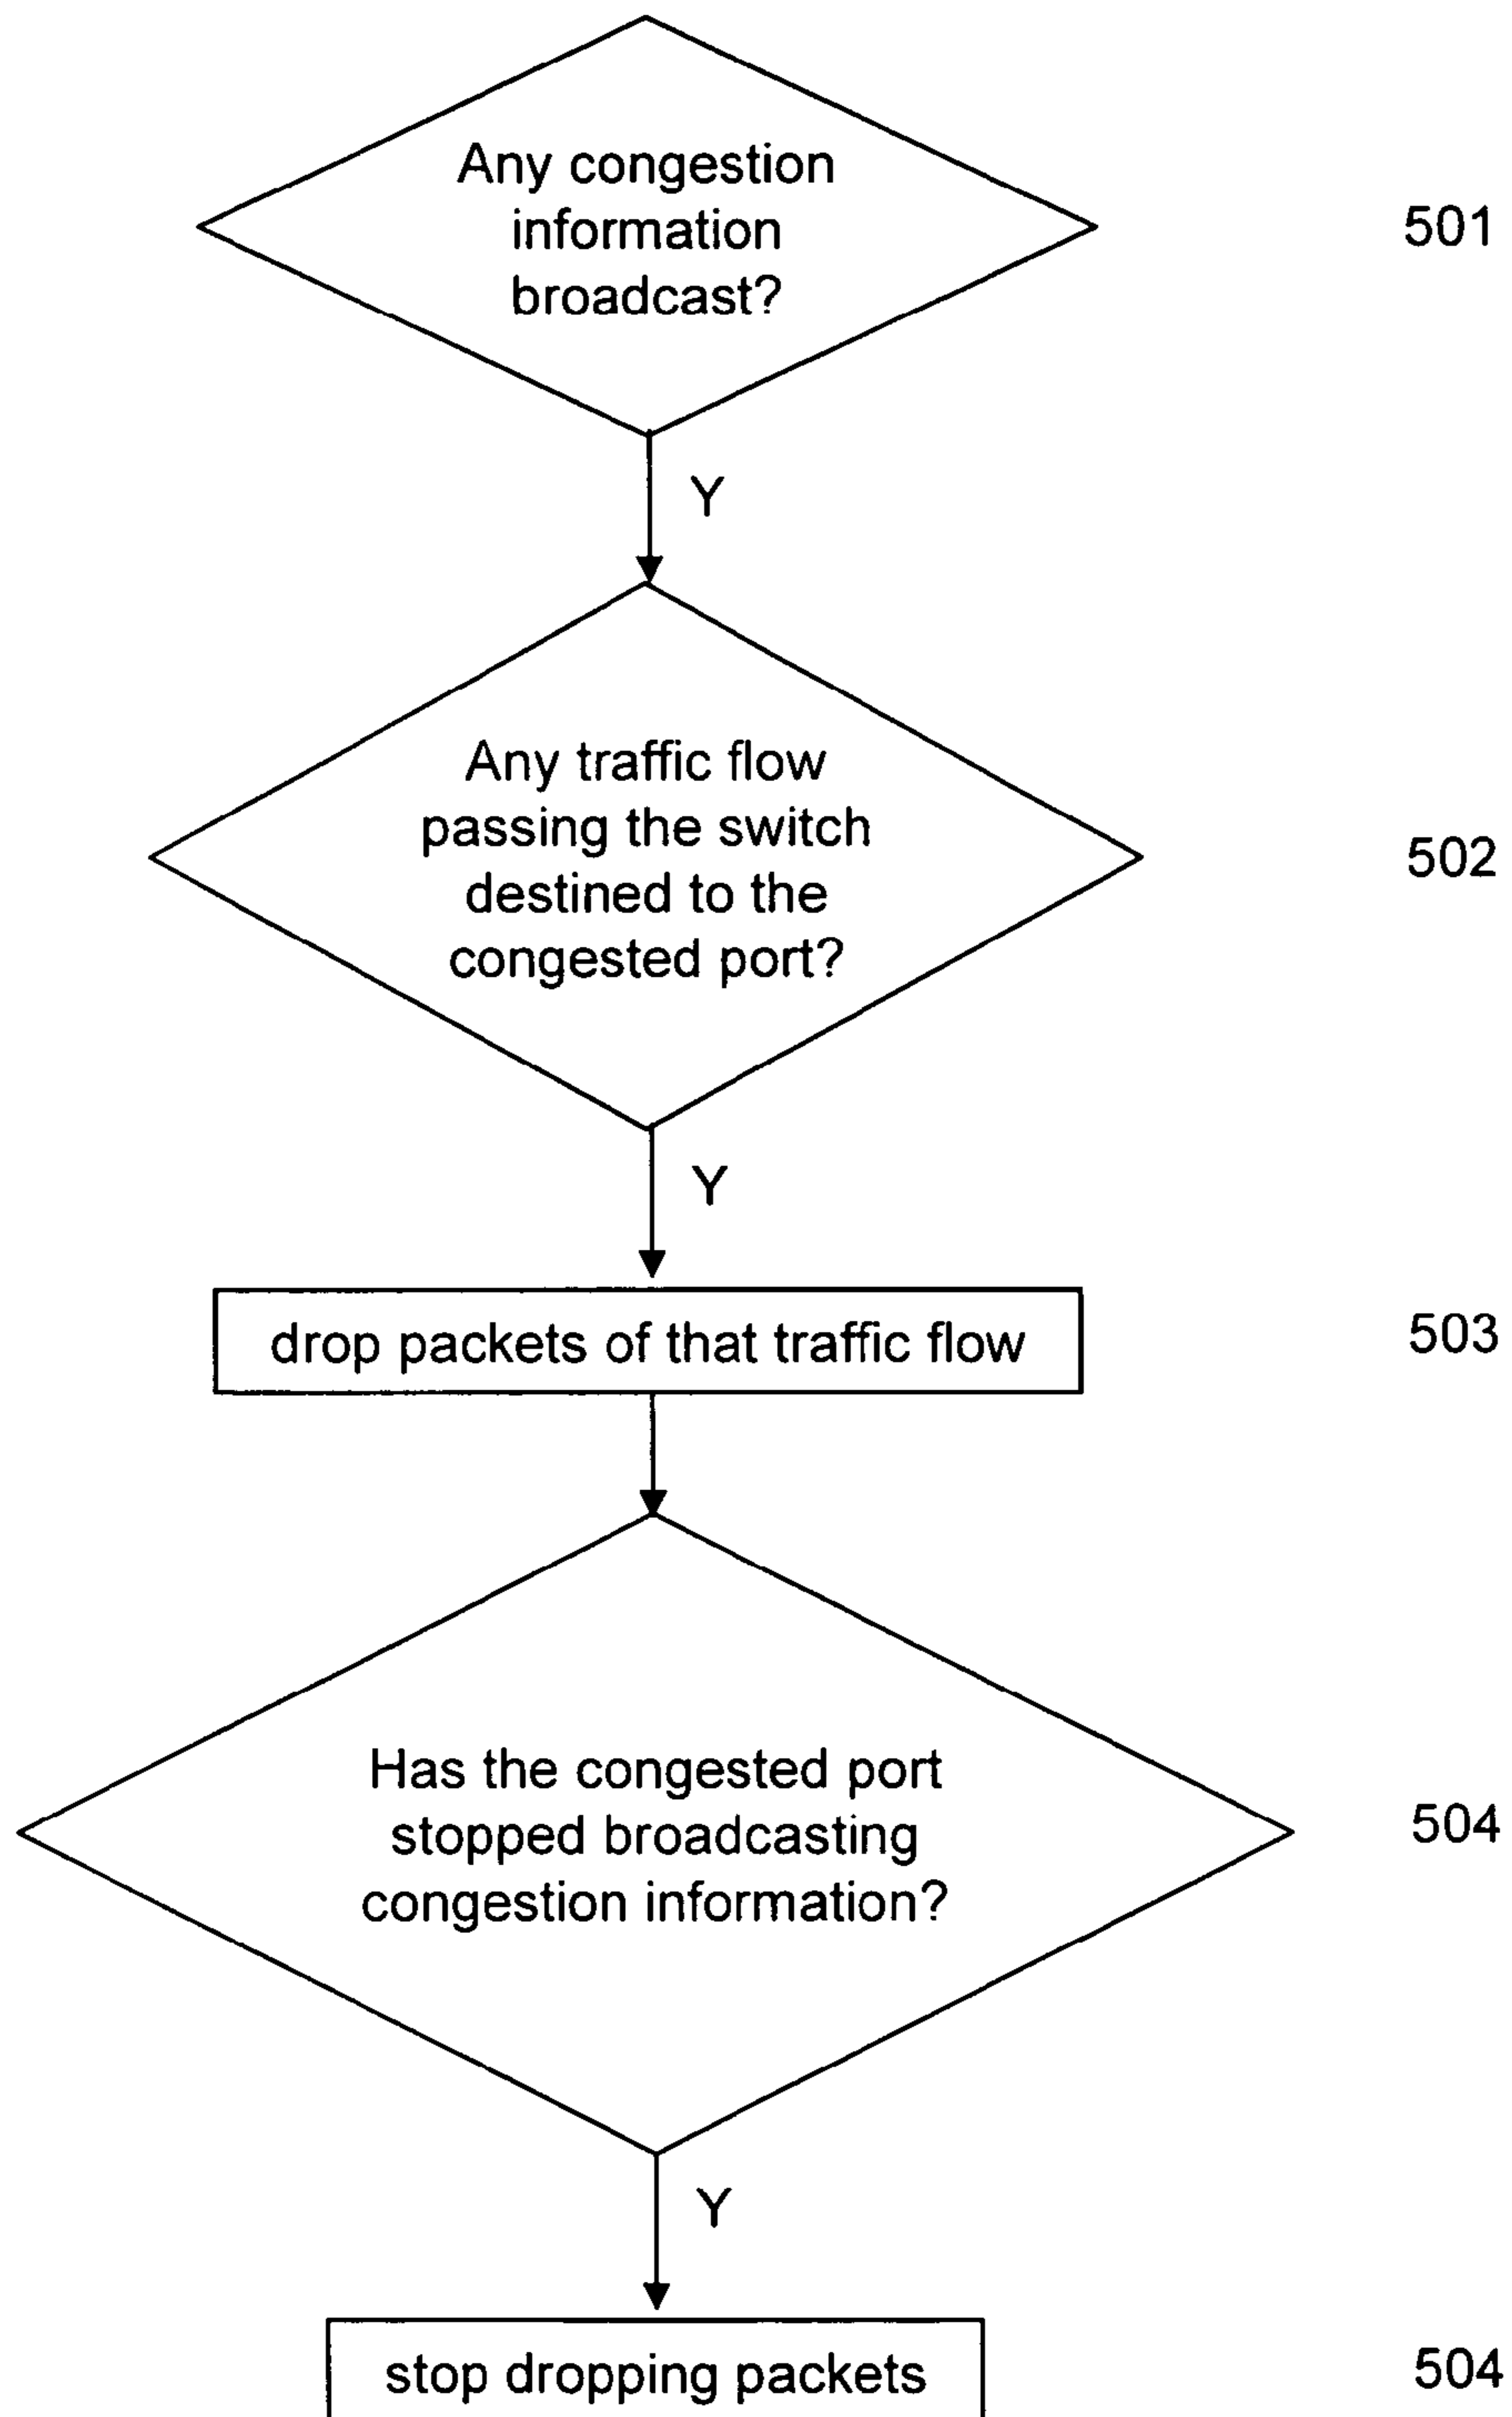 Any congestion
information
broadcast?
501
Y
Any traffic flow
passing the switch
destined to the
congested port?
502
Y
drop packets of that traffic flow
503
Has the congested port
stopped broadcasting
congestion information?
504
Y
stop dropping packets
504